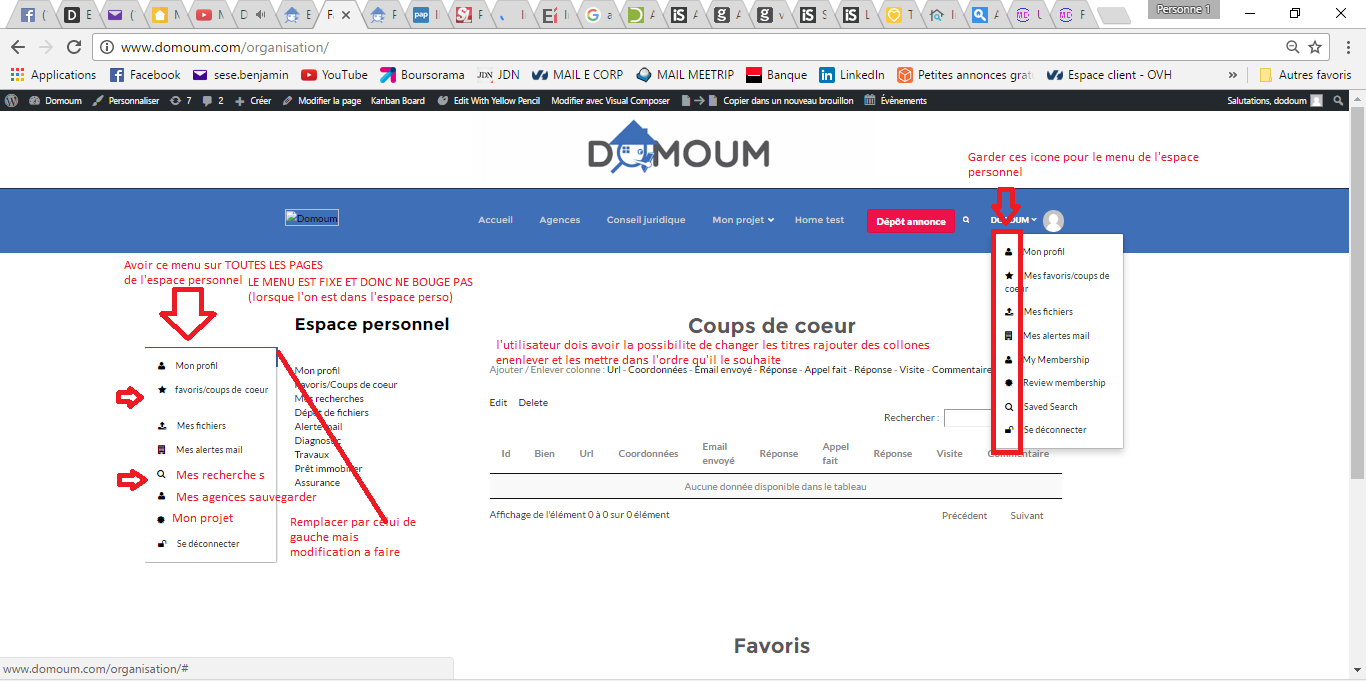 Personne 1
www.domoum.com/organisation/
Applications Facebook sese.benjamin YouTube Boursorama JDN JDN MAIL E CORP MAIL MEETRIP Banque LinkedIn Petites annonces grat Espace client - OVH » Autres favoris
Domoum Personnaliser 7 2 Créer Modifier la page Kanban Board Edit With Yellow Pencil Modifier avec Visual Composer Copier dans un nouveau brouillon Évènements Salutations, dodoum
DOMOUM
Garder ces icone pour le menu de l'espace
personnel
Domoum Accueil Agences Conseil juridique Mon projet Home test Dépôt annonce DODOUM
Mon profil
Mes favoris/coups de
coeur
Mes fichiers
Mes alertes mail
My Membership
Review membership
Saved Search
Se déconnecter
Avoir ce menu sur TOUTES LES PAGES
de l'espace personnel
LE MENU EST FIXE ET DONC NE BOUGE PAS
(lorsque l'on est dans l'espace perso)
Mon profil
favoris/coups de coeur
Mes fichiers
Mes alertes mail
Mes recherche s
Mes agences sauvegarder
Mon projet
Se déconnecter
Espace personnel
Mon profil
Favoris/Coups de coeur
Mes recherches
Dépôt de fichiers
Alerte mail
Diagnostic
Travaux
Prêt immobilier
Assurance
Remplacer par celui de
gauche mais
modification a faire
Coups de coeur
l'utilisateur dois avoir la possibilite de changer les titres rajouter des collones
enenlever et les mettre dans l'ordre qu'il le souhaite
Ajouter / Enlever colonne : Url - Coordonnées - Email envoyé - Réponse - Appel fait - Réponse - Visite - Commentaire
Edit Delete
Rechercher :
Id Bien Url Coordonnées Email envoyé Réponse Appel fait Réponse Visite Commentaire
Aucune donnée disponible dans le tableau
Affichage de l'élément 0 à 0 sur 0 élément Précédent Suivant
Favoris
www.domoum.com/organisation/#